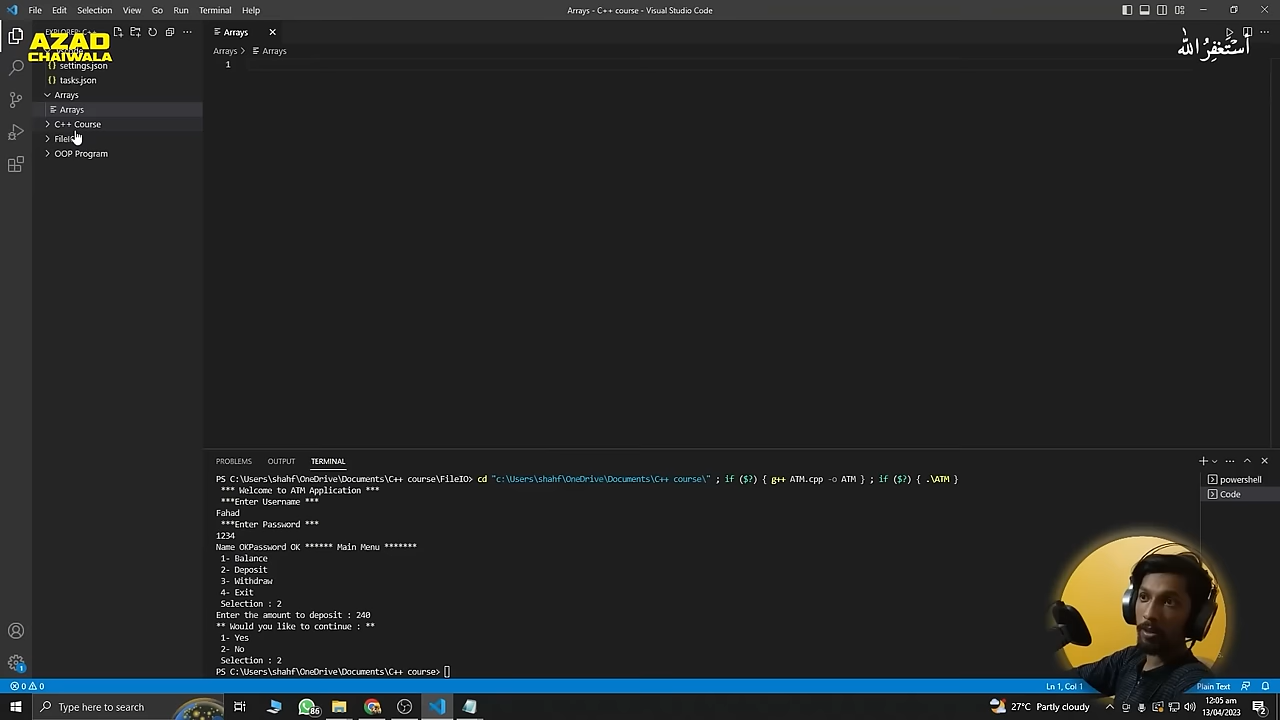 File Edit Selection View Go Run Terminal Help
Arrays - C++ course - Visual Studio Code
AZAD
CHAIWALA
أستغفر الله
settings.json
tasks.json
Arrays
Arrays
C++ Course
OOP Program
Arrays
Arrays > Arrays
1
PROBLEMS OUTPUT TERMINAL
powershell
Code
PS C:\Users\shahf\OneDrive\Documents\C++ course\FileIO> cd "c:\Users\shahf\OneDrive\Documents\C++ course\" ; if ($?) { g++ ATM.cpp -o ATM } ; if ($?) { .\ATM }
*** Welcome to ATM Application ***
***Enter Username ***
Fahad
***Enter Password ***
1234
Name OKPassword OK ****** Main Menu *******
1- Balance
2- Deposit
3- Withdraw
4- Exit
Selection : 2
Enter the amount to deposit : 240
** Would you like to continue : **
1- Yes
2- No
Selection : 2
PS C:\Users\shahf\OneDrive\Documents\C++ course>
0 0
Ln 1, Col 1
Plain Text
1
Type here to search
86
27°C Partly cloudy
12:05 am
13/04/2023
2